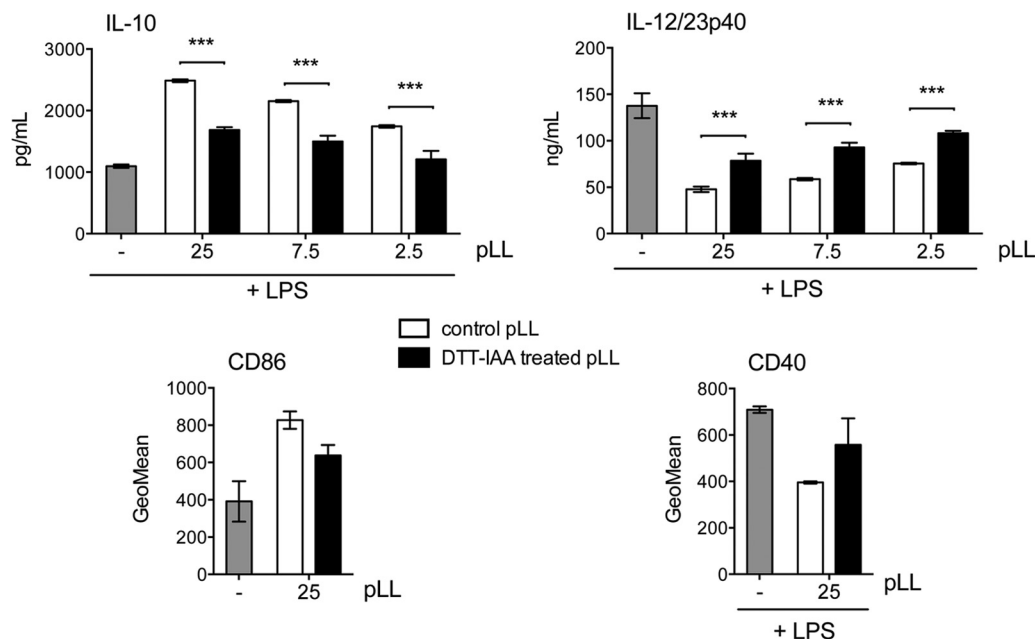 IL-10
3000
2000
1000
0
pg/mL
***
***
***
- 25 7.5 2.5 pLL
+ LPS
IL-12/23p40
200
150
100
50
0
ng/mL
***
***
***
- 25 7.5 2.5 pLL
+ LPS
control pLL
DTT-IAA treated pLL
CD86
1000
800
600
400
200
0
GeoMean
- 25 pLL
CD40
800
600
400
200
0
GeoMean
- 25 pLL
+ LPS